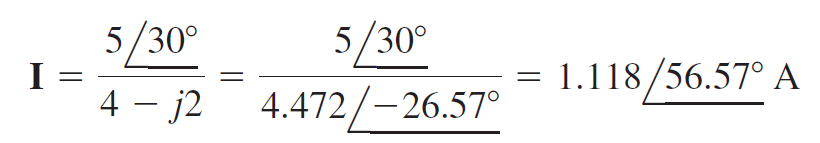 I = 5∠30° / 4 − j2 = 5∠30° / 4.472∠−26.57° = 1.118∠56.57° A